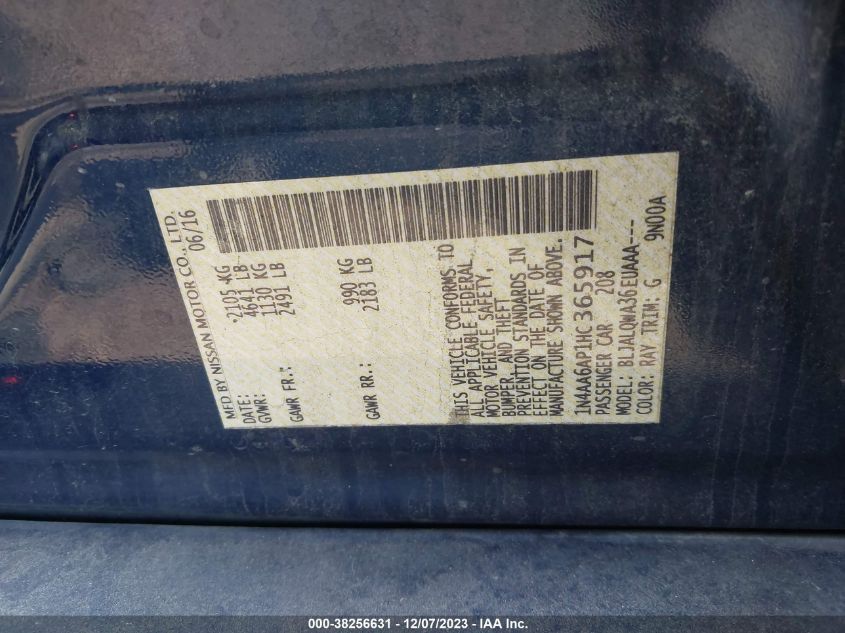 MFD BY NISSAN MOTOR CO., LTD.
DATE: 06/16
GVWR: 2105 KG
4641 LB
GAWR FR.: 1130 KG
2491 LB
GAWR RR.: 990 KG
2183 LB
THIS VEHICLE CONFORMS TO
ALL APPLICABLE FEDERAL
MOTOR VEHICLE SAFETY,
BUMPER, AND THEFT
PREVENTION STANDARDS IN
EFFECT ON THE DATE OF
MANUFACTURE SHOWN ABOVE.
1N4AA6AP1HC365917
PASSENGER CAR 208
MODEL: BLJALQWA36EUAAA---
COLOR: RAY TRIM: G 9N00A
000-38256631 - 12/07/2023 - IAA Inc.